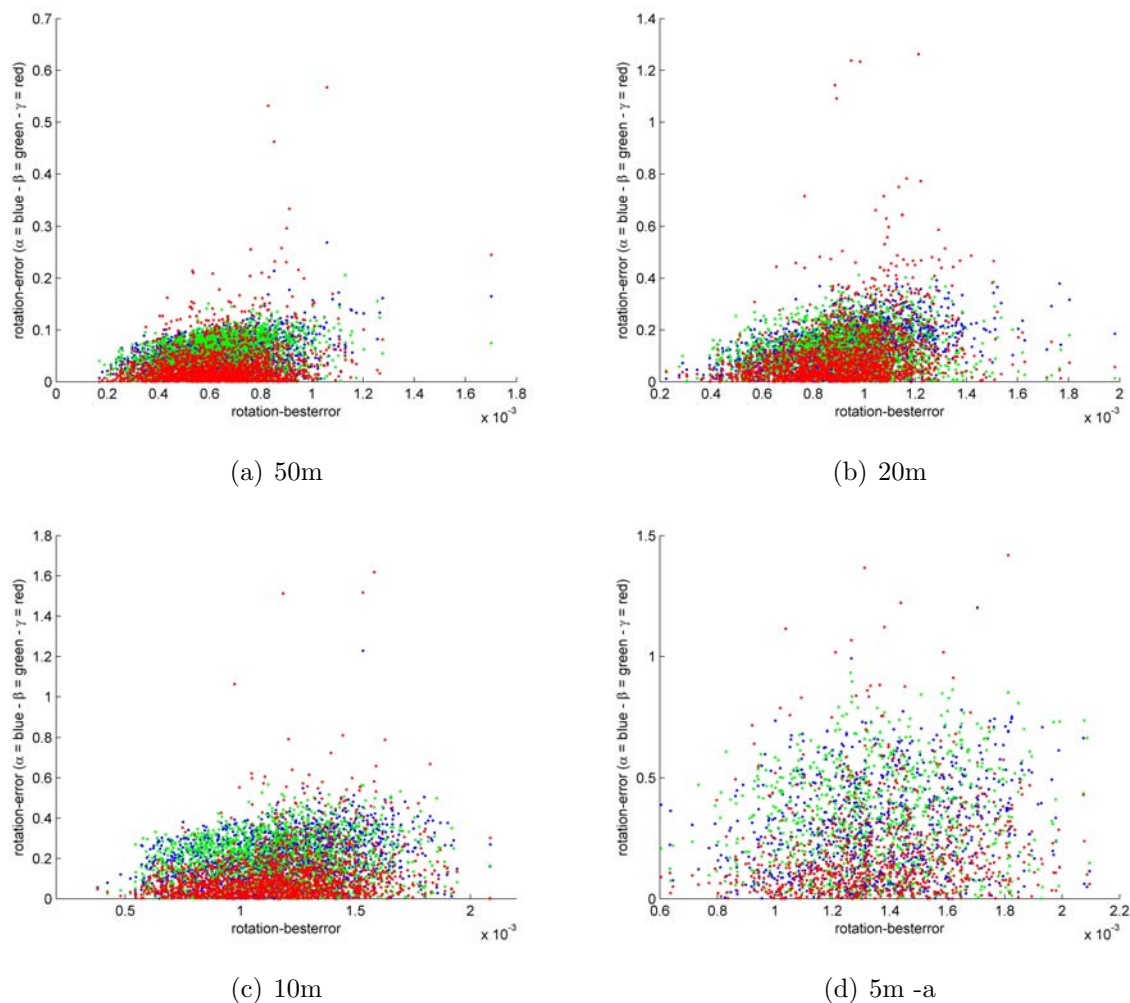 0.7
0.6
0.5
0.4
0.3
0.2
0.1
0
rotation-error (α = blue - β = green - γ = red)
0 0.2 0.4 0.6 0.8 1 1.2 1.4 1.6 1.8
rotation-besterror
x 10⁻³
(a) 50m
1.4
1.2
1
0.8
0.6
0.4
0.2
0
rotation-error (α = blue - β = green - γ = red)
0.2 0.4 0.6 0.8 1 1.2 1.4 1.6 1.8 2
rotation-besterror
x 10⁻³
(b) 20m
1.8
1.6
1.4
1.2
1
0.8
0.6
0.4
0.2
0
rotation-error (α = blue - β = green - γ = red)
0.5 1 1.5 2
rotation-besterror
x 10⁻³
(c) 10m
1.5
1
0.5
0
rotation-error (α = blue - β = green - γ = red)
0.6 0.8 1 1.2 1.4 1.6 1.8 2 2.2
rotation-besterror
x 10⁻³
(d) 5m -a